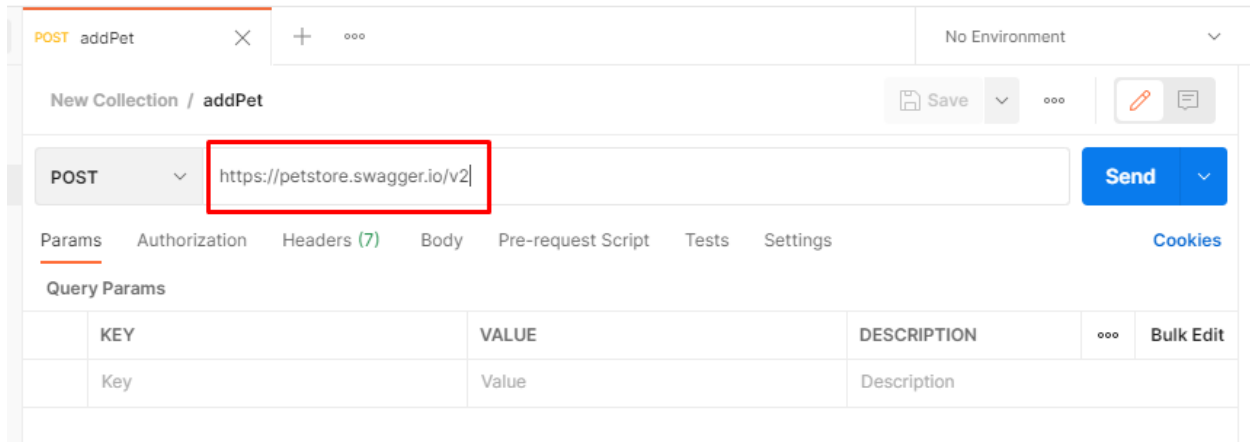 POST addPet
No Environment
New Collection / addPet
Save
POST
https://petstore.swagger.io/v2
Send
Params Authorization Headers (7) Body Pre-request Script Tests Settings Cookies
Query Params
KEY VALUE DESCRIPTION Bulk Edit
Key Value Description